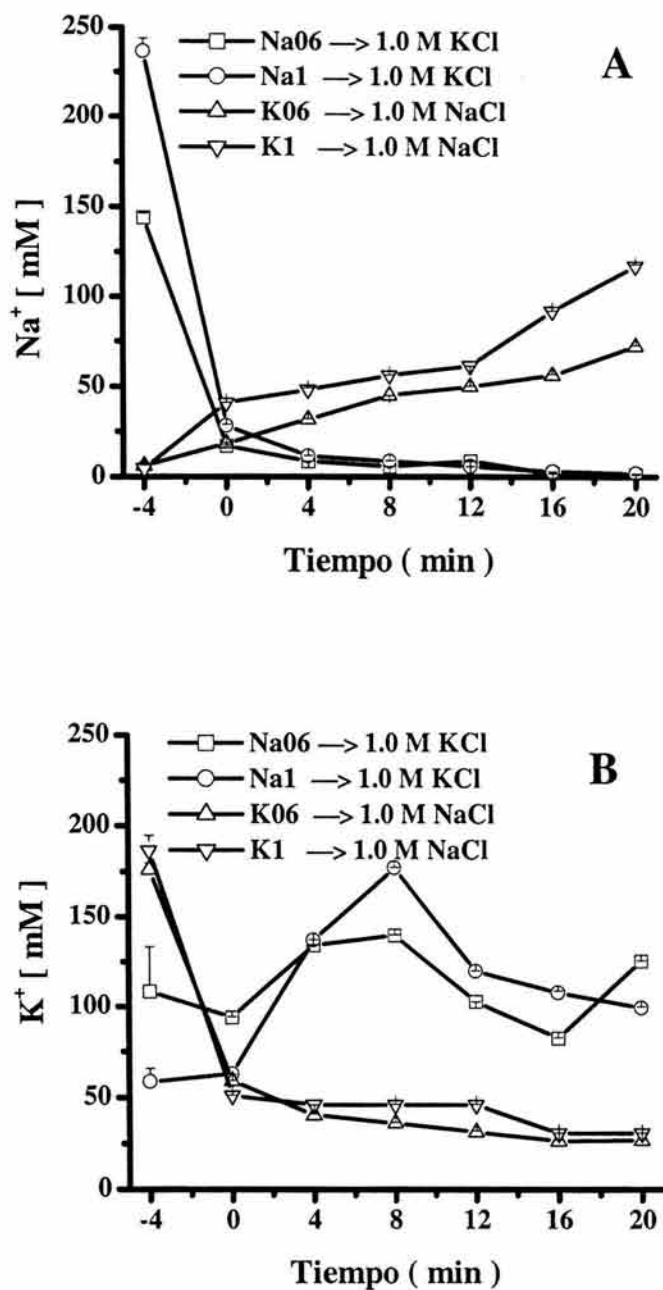 A
Na06 —> 1.0 M KCl
Na1 —> 1.0 M KCl
K06 —> 1.0 M NaCl
K1 —> 1.0 M NaCl
Na⁺ [ mM ]
250
200
150
100
50
0
-4 0 4 8 12 16 20
Tiempo ( min )
B
Na06 —> 1.0 M KCl
Na1 —> 1.0 M KCl
K06 —> 1.0 M NaCl
K1 —> 1.0 M NaCl
K⁺ [ mM ]
250
200
150
100
50
0
-4 0 4 8 12 16 20
Tiempo ( min )